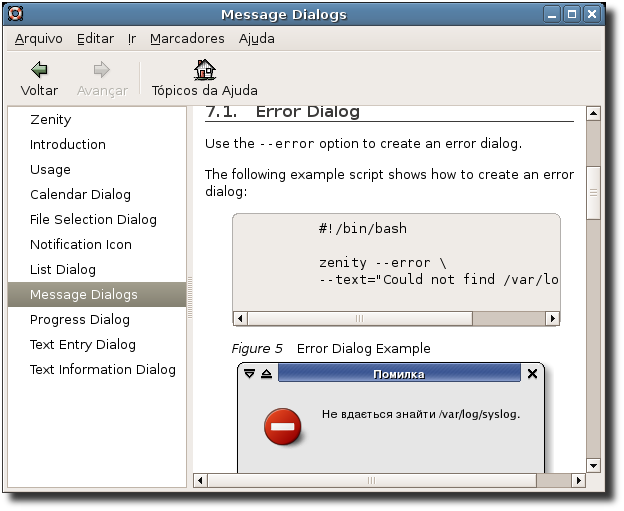 Message Dialogs
Arquivo Editar Ir Marcadores Ajuda
Voltar Avançar Tópicos da Ajuda
Zenity
Introduction
Usage
Calendar Dialog
File Selection Dialog
Notification Icon
List Dialog
Message Dialogs
Progress Dialog
Text Entry Dialog
Text Information Dialog
7.1. Error Dialog
Use the --error option to create an error dialog.
The following example script shows how to create an error
dialog:
#!/bin/bash
zenity --error \
--text="Could not find /var/lo
Figure 5 Error Dialog Example
Помилка
Не вдається знайти /var/log/syslog.